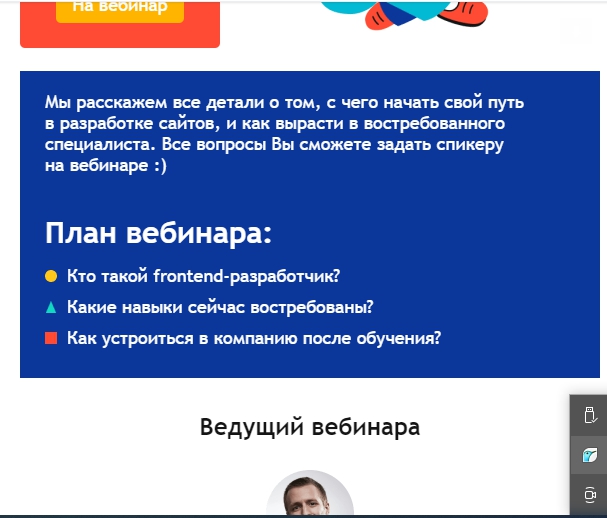 На вебинар
Мы расскажем все детали о том, с чего начать свой путь
в разработке сайтов, и как вырасти в востребованного
специалиста. Все вопросы Вы сможете задать спикеру
на вебинаре :)
План вебинара:
Кто такой frontend-разработчик?
Какие навыки сейчас востребованы?
Как устроиться в компанию после обучения?
Ведущий вебинара